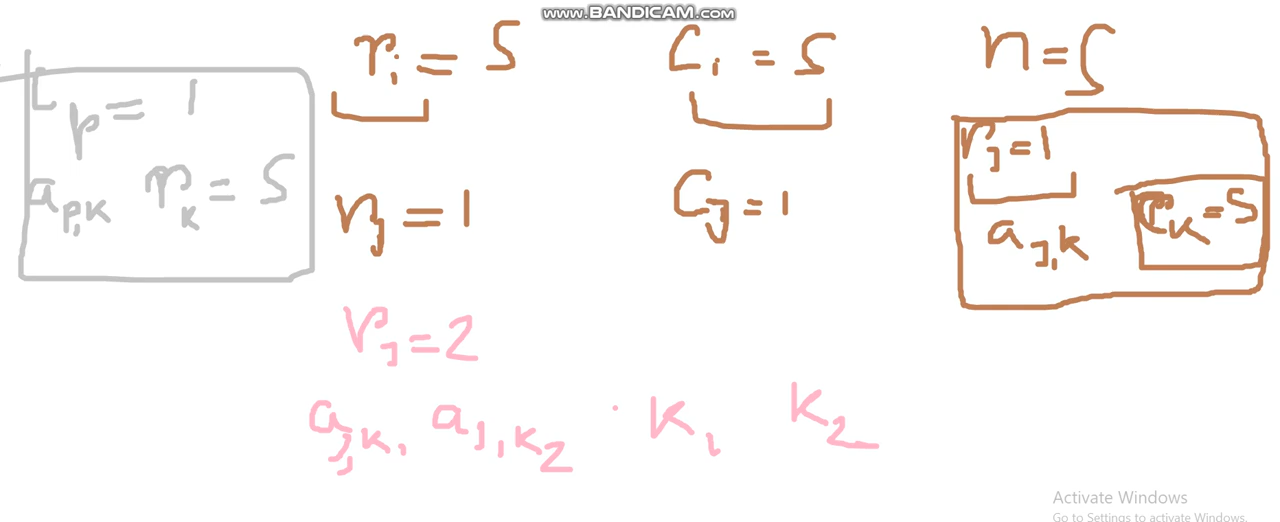 www.BANDICAM.com
r_i = 5
C_i = 5
n = 5
p = 1
a_{p,k} r_k = 5
r_j = 1
C_j = 1
r_j = 1
a_{j,k}
r_k = 5
r_j = 2
a_{j,k_1} a_{j,k_2} k_1 k_2
Activate Windows
Go to Settings to activate Windows.